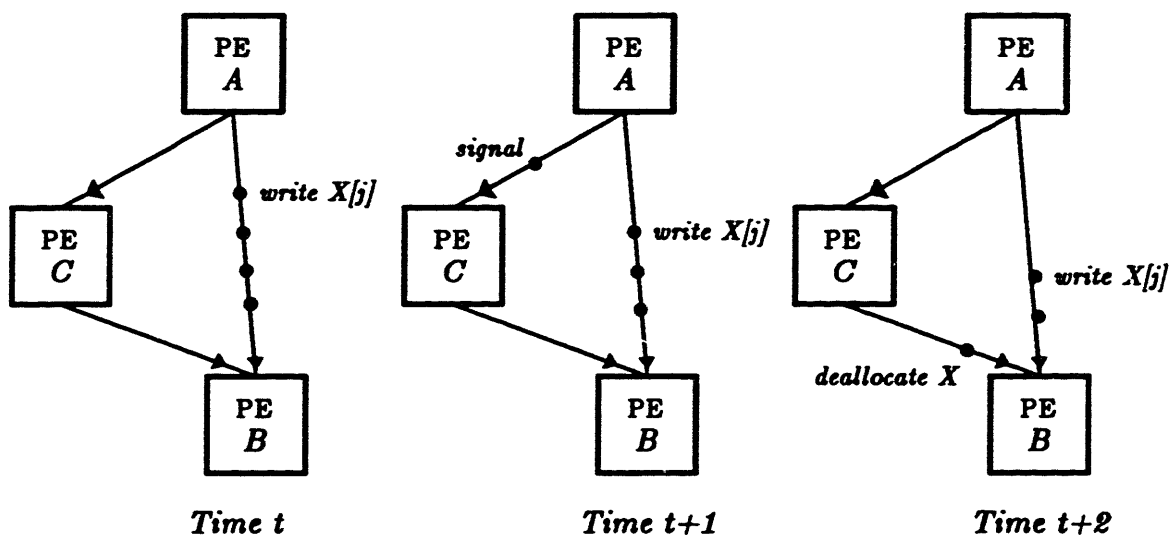 PE
A
write X[j]
PE
C
PE
B
Time t
PE
A
signal
write X[j]
PE
C
PE
B
Time t+1
PE
A
write X[j]
PE
C
deallocate X
PE
B
Time t+2